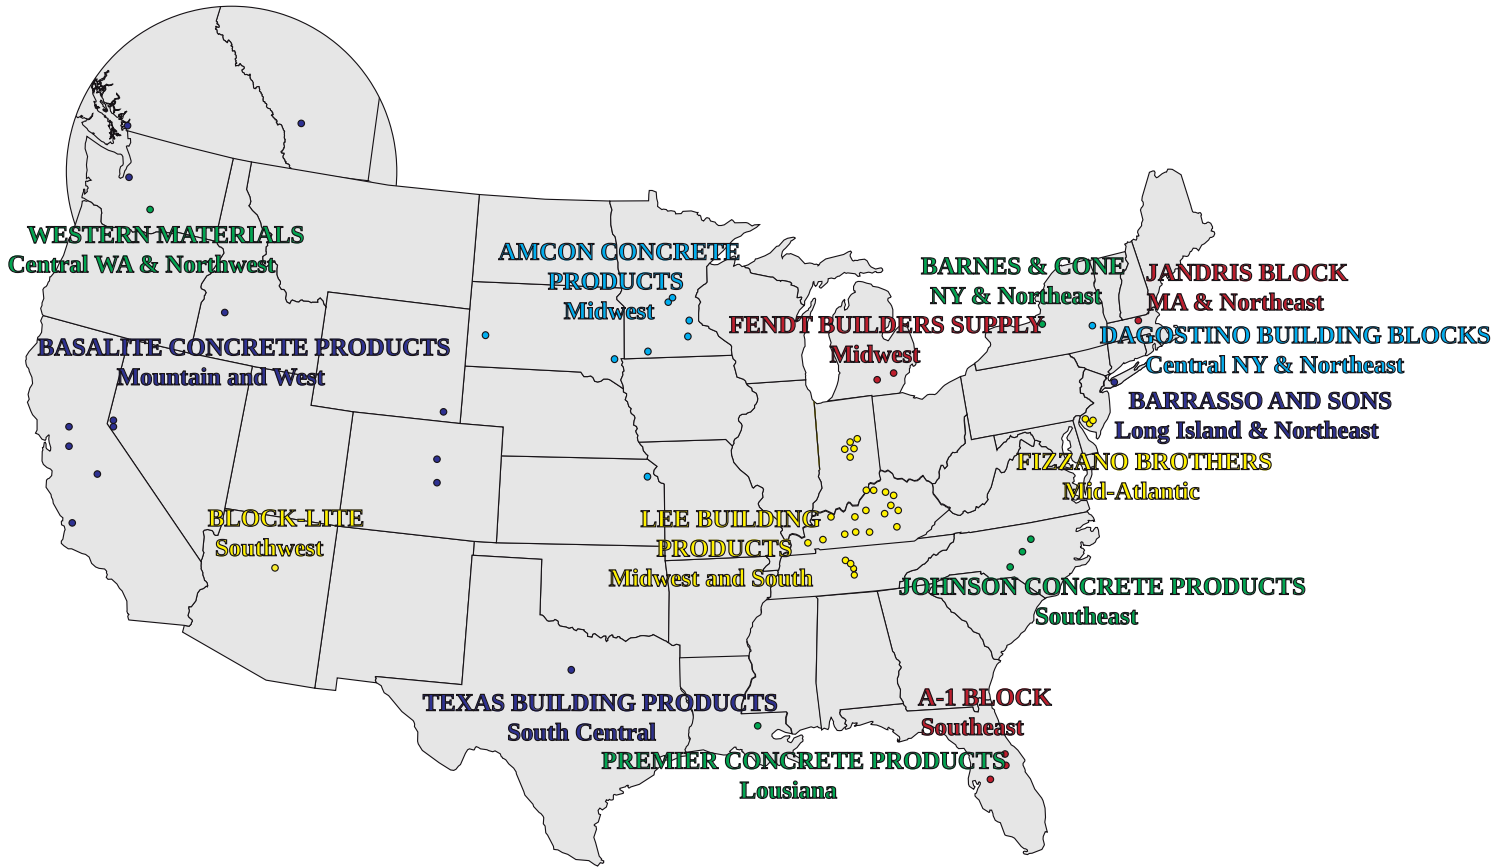 WESTERN MATERIALS
Central WA & Northwest
AMCON CONCRETE
PRODUCTS
Midwest
BARNES & CONE
NY & Northeast
JANDRIS BLOCK
MA & Northeast
FENDT BUILDERS SUPPLY
Midwest
DAGOSTINO BUILDING BLOCKS
Central NY & Northeast
BASALITE CONCRETE PRODUCTS
Mountain and West
BARRASSO AND SONS
Long Island & Northeast
FIZZANO BROTHERS
Mid-Atlantic
BLOCK-LITE
Southwest
LEE BUILDING
PRODUCTS
Midwest and South
JOHNSON CONCRETE PRODUCTS
Southeast
TEXAS BUILDING PRODUCTS
South Central
A-1 BLOCK
Southeast
PREMIER CONCRETE PRODUCTS
Lousiana